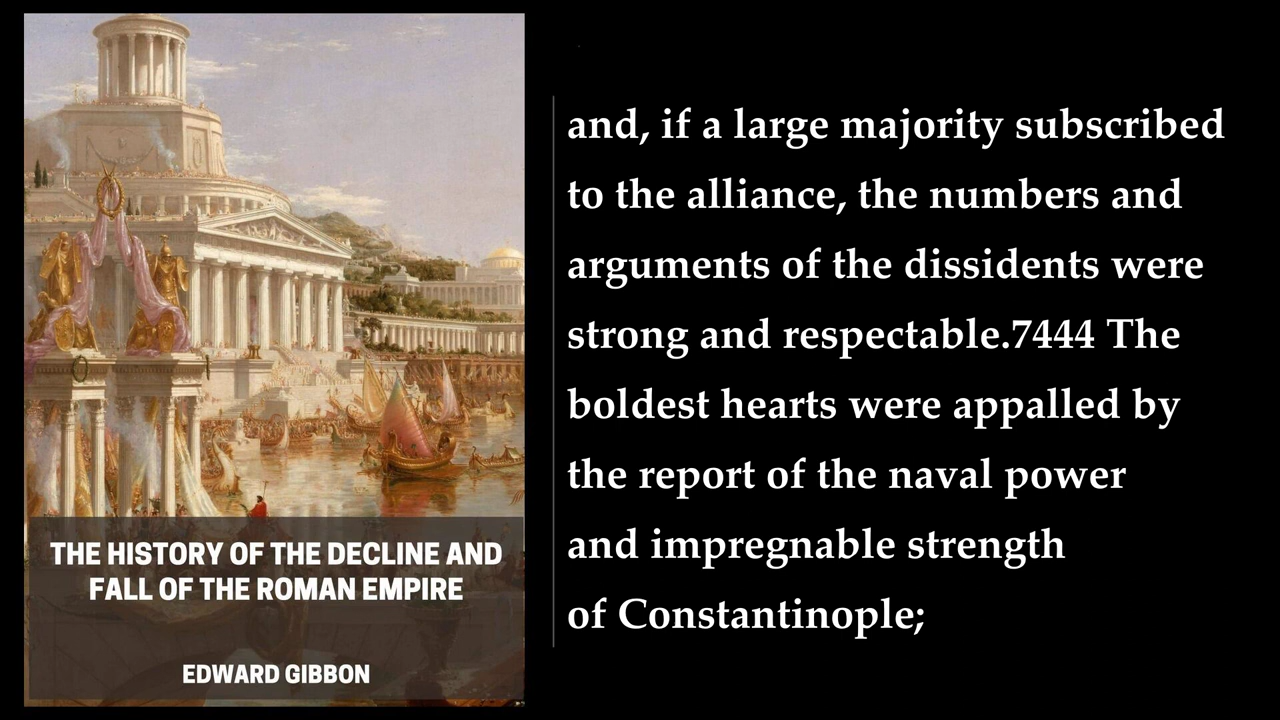 THE HISTORY OF THE DECLINE AND
FALL OF THE ROMAN EMPIRE
EDWARD GIBBON
and, if a large majority subscribed
to the alliance, the numbers and
arguments of the dissidents were
strong and respectable.7444 The
boldest hearts were appalled by
the report of the naval power
and impregnable strength
of Constantinople;